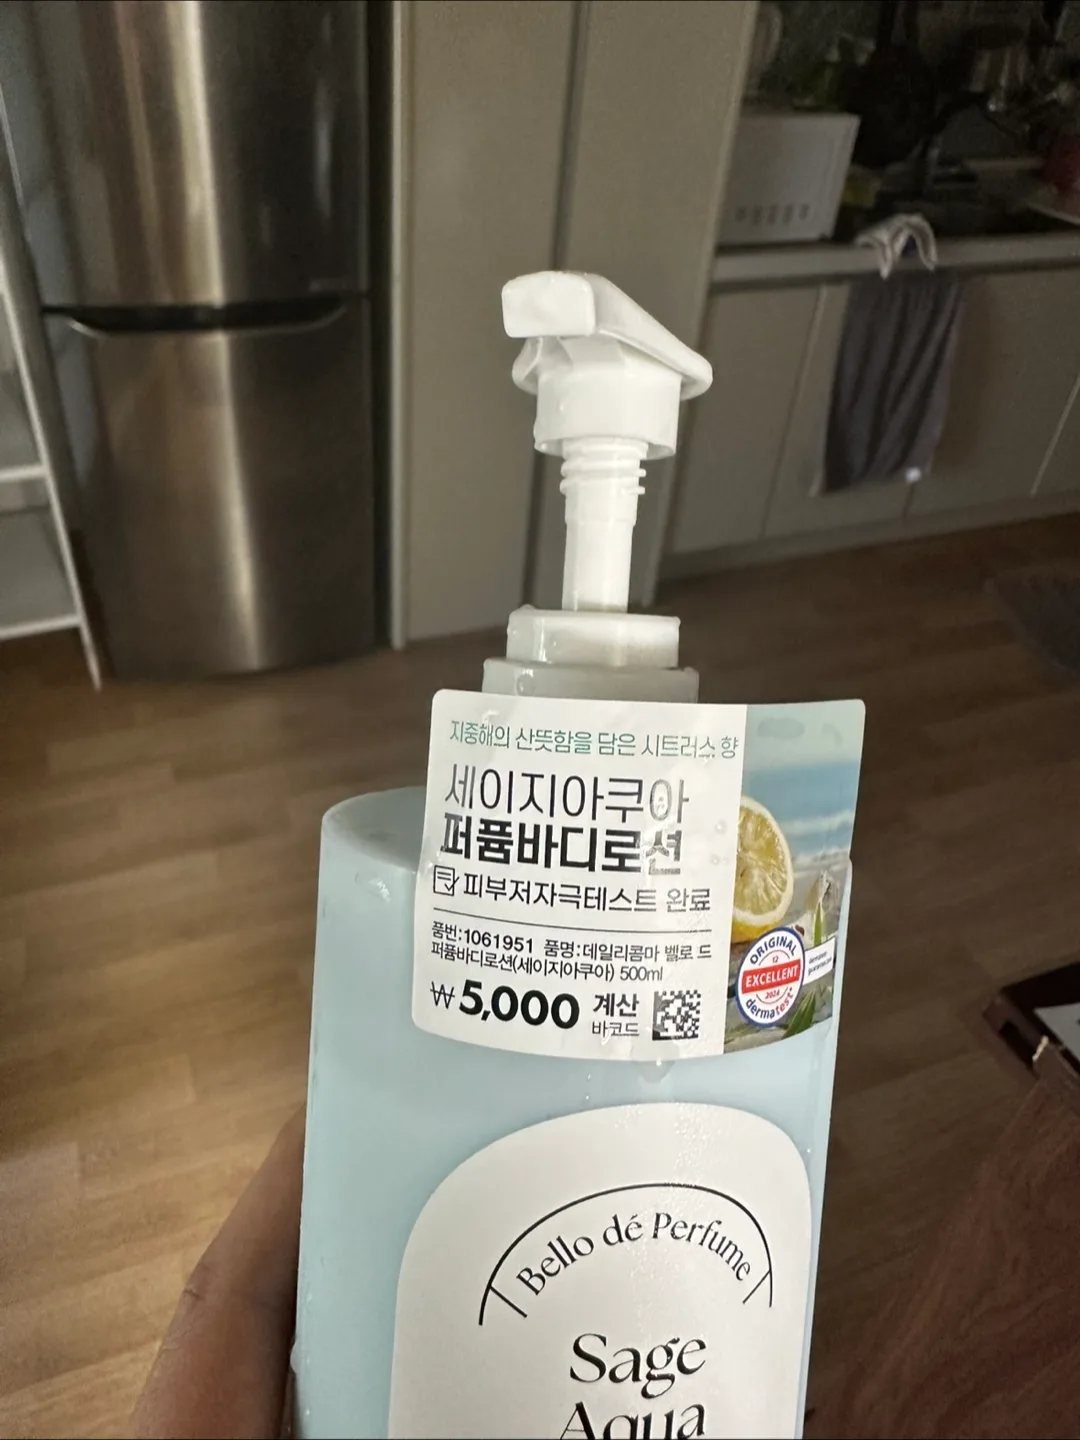 지중해의 산뜻함을 담은 시트러스 향
세이지아쿠아
퍼퓸바디로션
피부저자극테스트 완료
품번:1061951 품명:데일리콤마 벨로 드
퍼퓸바디로션(세이지아쿠아) 500ml
₩5,000 계산
바코드
ORIGINAL
12
EXCELLENT
2024
dermatest
Bello dé Perfume
Sage
Aqua